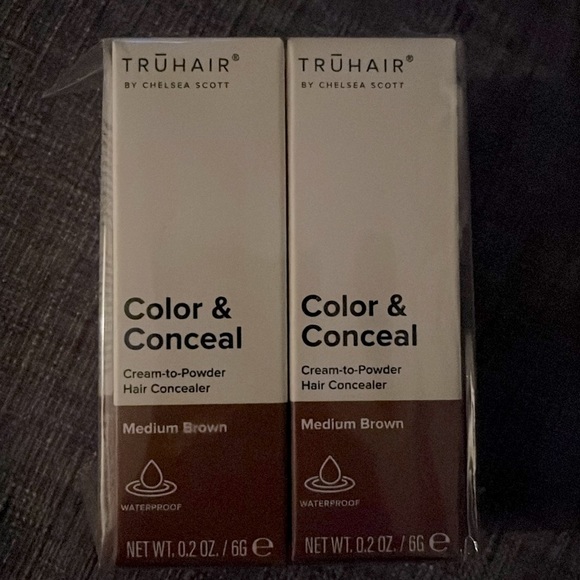 TRŪHAIR®
BY CHELSEA SCOTT
Color &
Conceal
Cream-to-Powder
Hair Concealer
Medium Brown
WATERPROOF
NET WT. 0.2 OZ. / 6G ℮
TRŪHAIR®
BY CHELSEA SCOTT
Color &
Conceal
Cream-to-Powder
Hair Concealer
Medium Brown
WATERPROOF
NET WT. 0.2 OZ. / 6G ℮